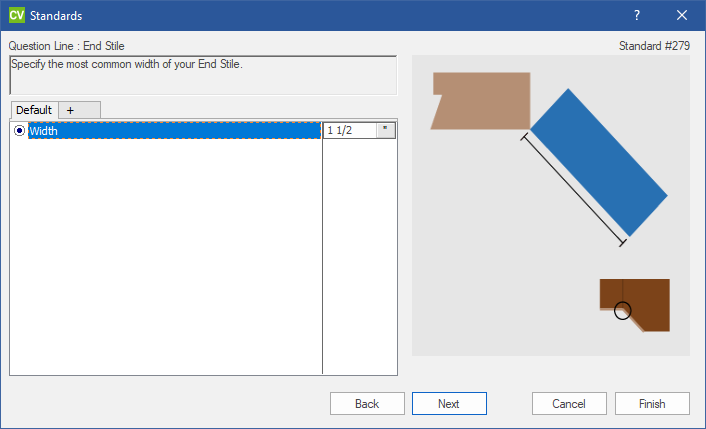 CV Standards ?
Question Line : End Stile Standard #279
Specify the most common width of your End Stile.
Default +
Width 1 1/2 "
Back Next Cancel Finish